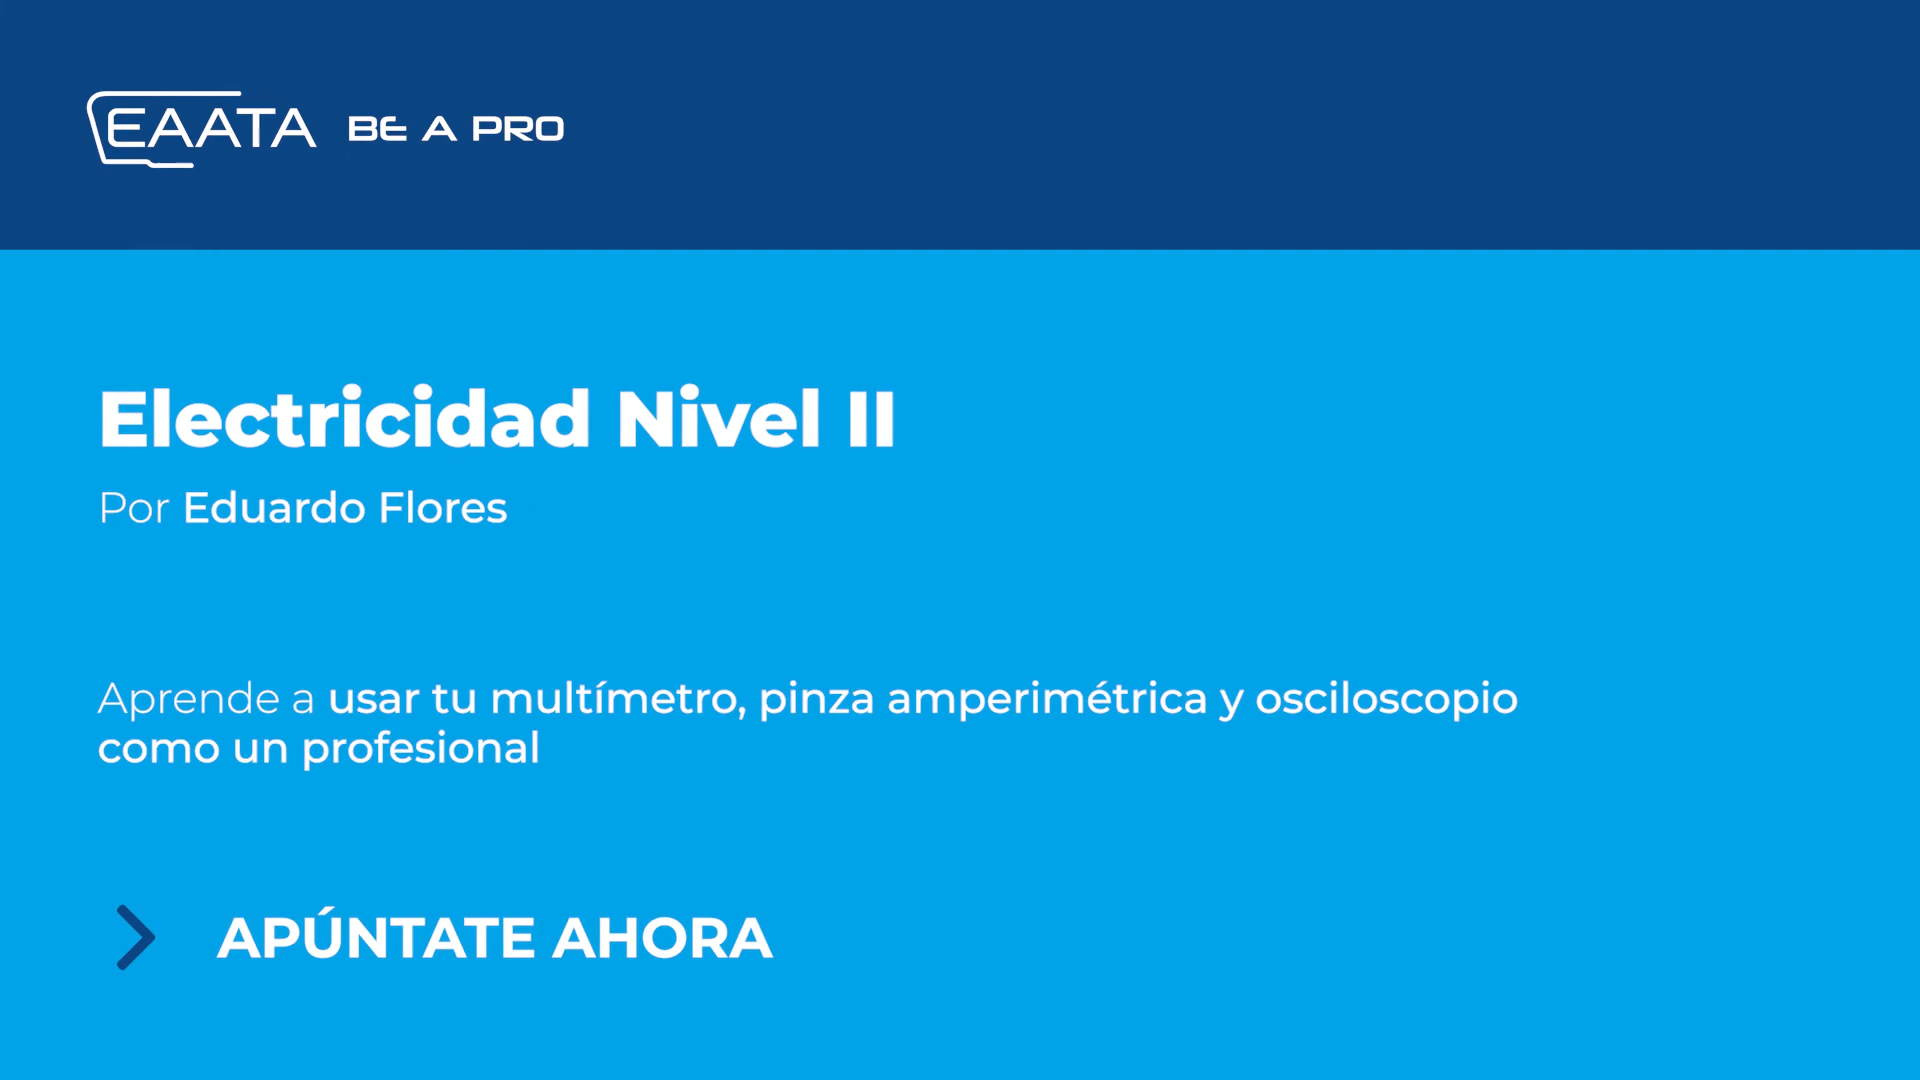 EAATA BE A PRO
Electricidad Nivel II
Por Eduardo Flores
Aprende a usar tu multímetro, pinza amperimétrica y osciloscopio
como un profesional
APÚNTATE AHORA